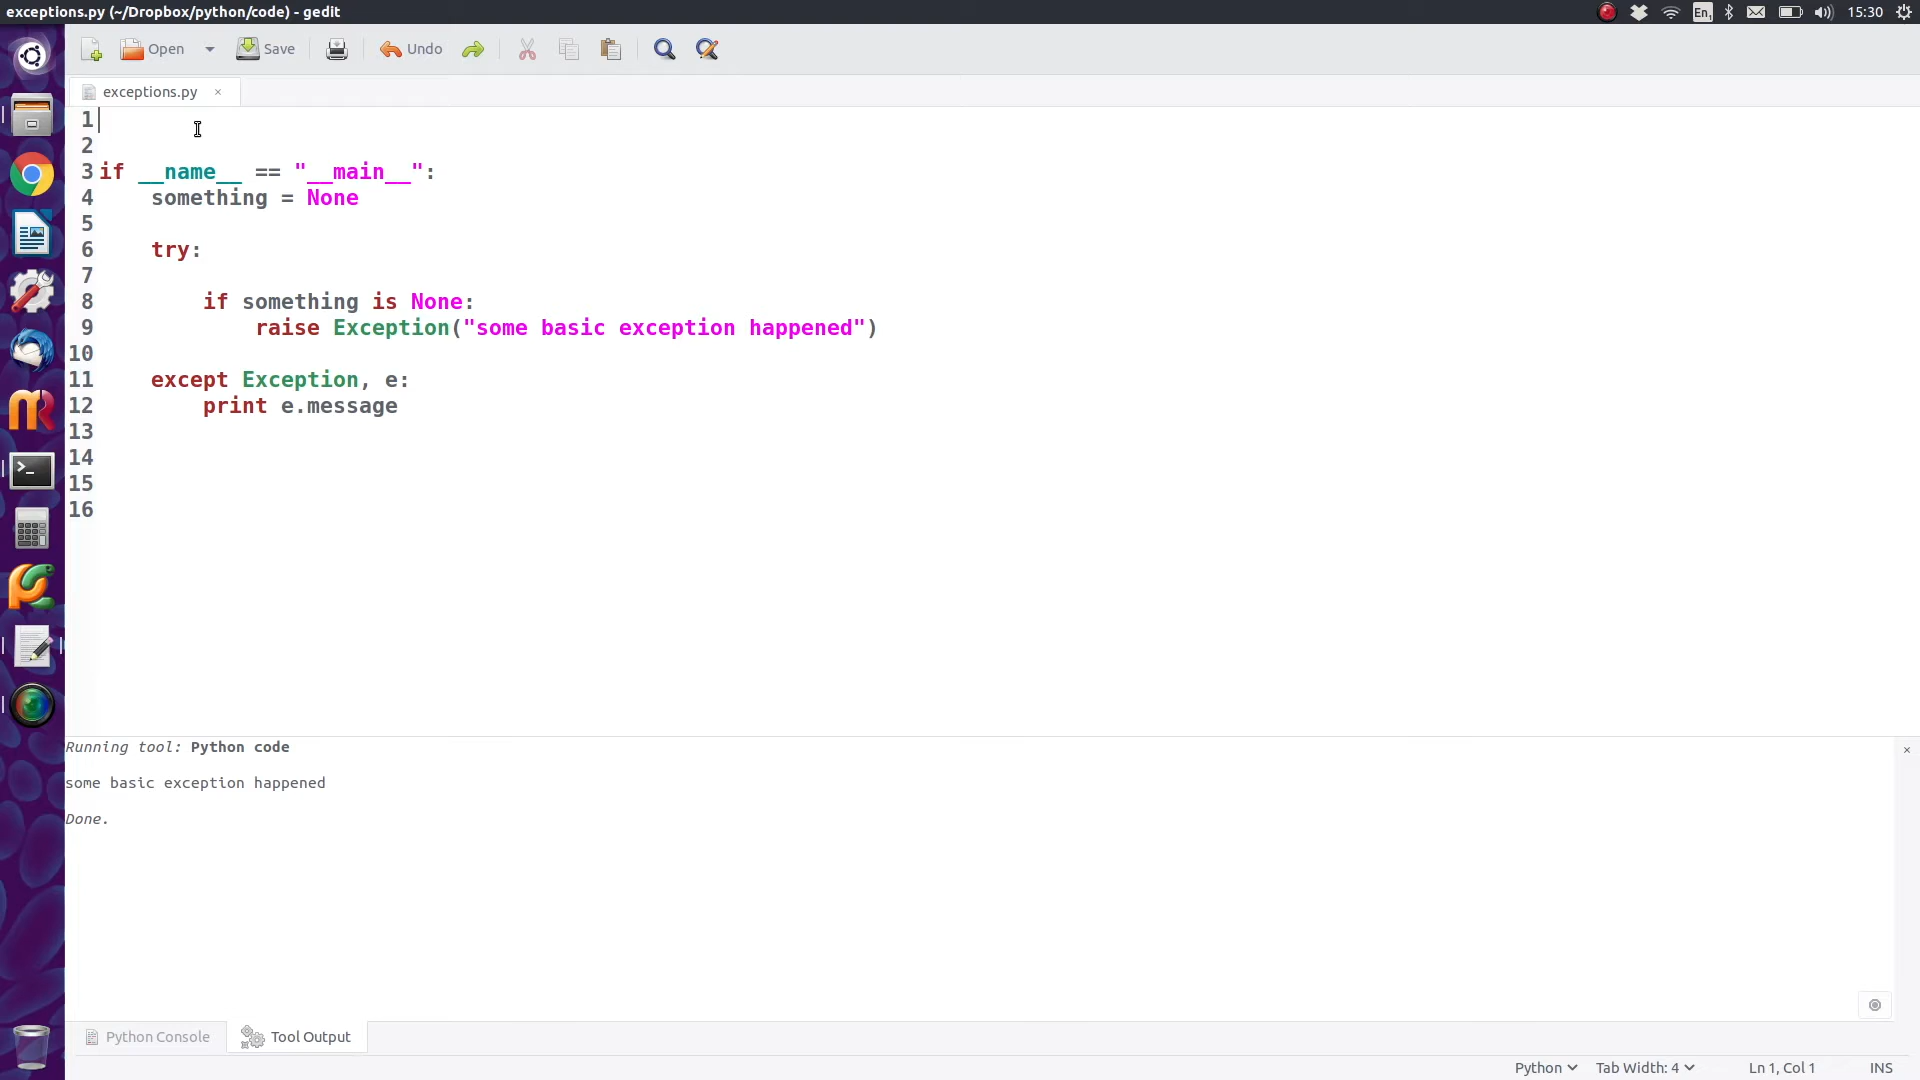 exceptions.py (~/Dropbox/python/code) - gedit
En1
15:30
Open
Save
Undo
exceptions.py ×
1
2
3 if __name__ == "__main__":
4 something = None
5
6 try:
7
8 if something is None:
9 raise Exception("some basic exception happened")
10
11 except Exception, e:
12 print e.message
13
14
15
16
Running tool: Python code
some basic exception happened
Done.
Python Console
Tool Output
Python
Tab Width: 4
Ln 1, Col 1
INS